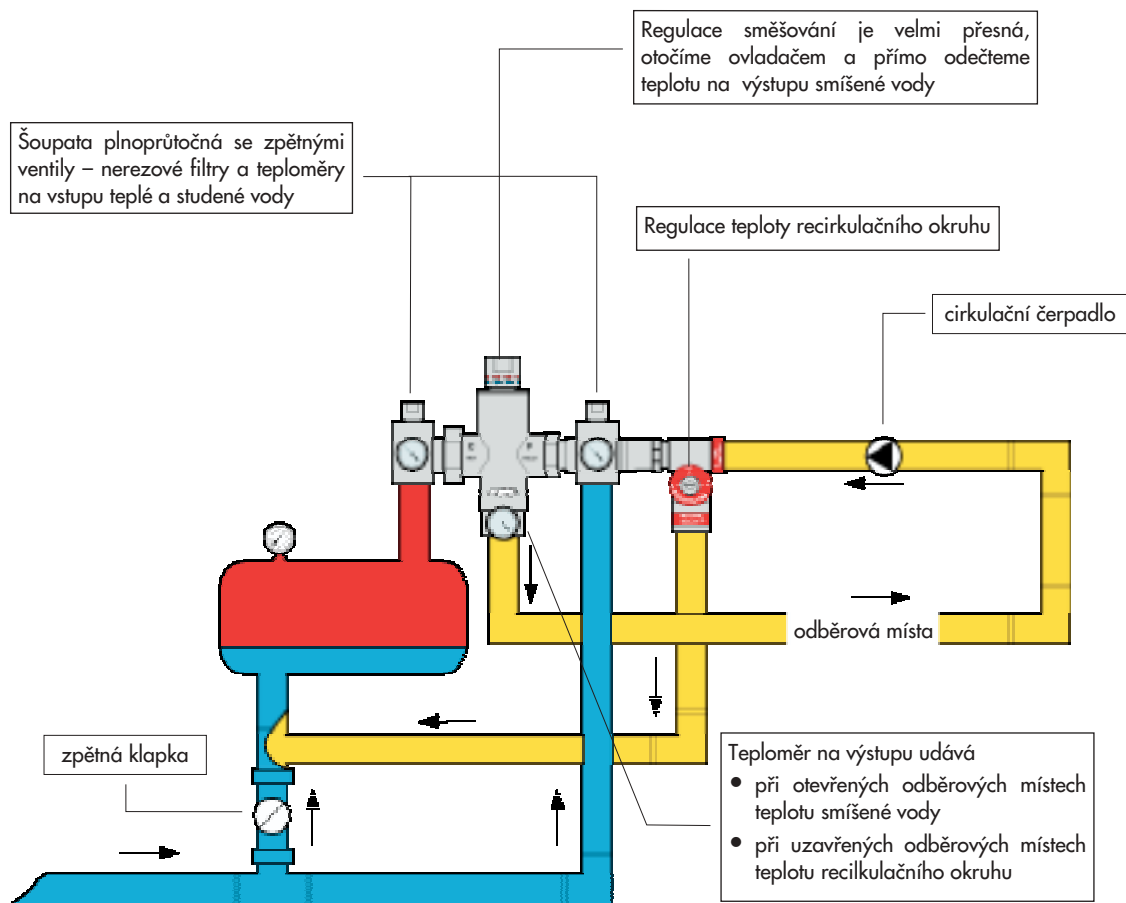 Regulace směšování je velmi přesná,
otočíme ovladačem a přímo odečteme
teplotu na výstupu smíšené vody
Šoupata plnoprůtočná se zpětnými
ventily – nerezové filtry a teploměry
na vstupu teplé a studené vody
Regulace teploty recirkulačního okruhu
cirkulační čerpadlo
odběrová místa
zpětná klapka
Teploměr na výstupu udává
• při otevřených odběrových místech
teplotu smíšené vody
• při uzavřených odběrových místech
teplotu recilkulačního okruhu